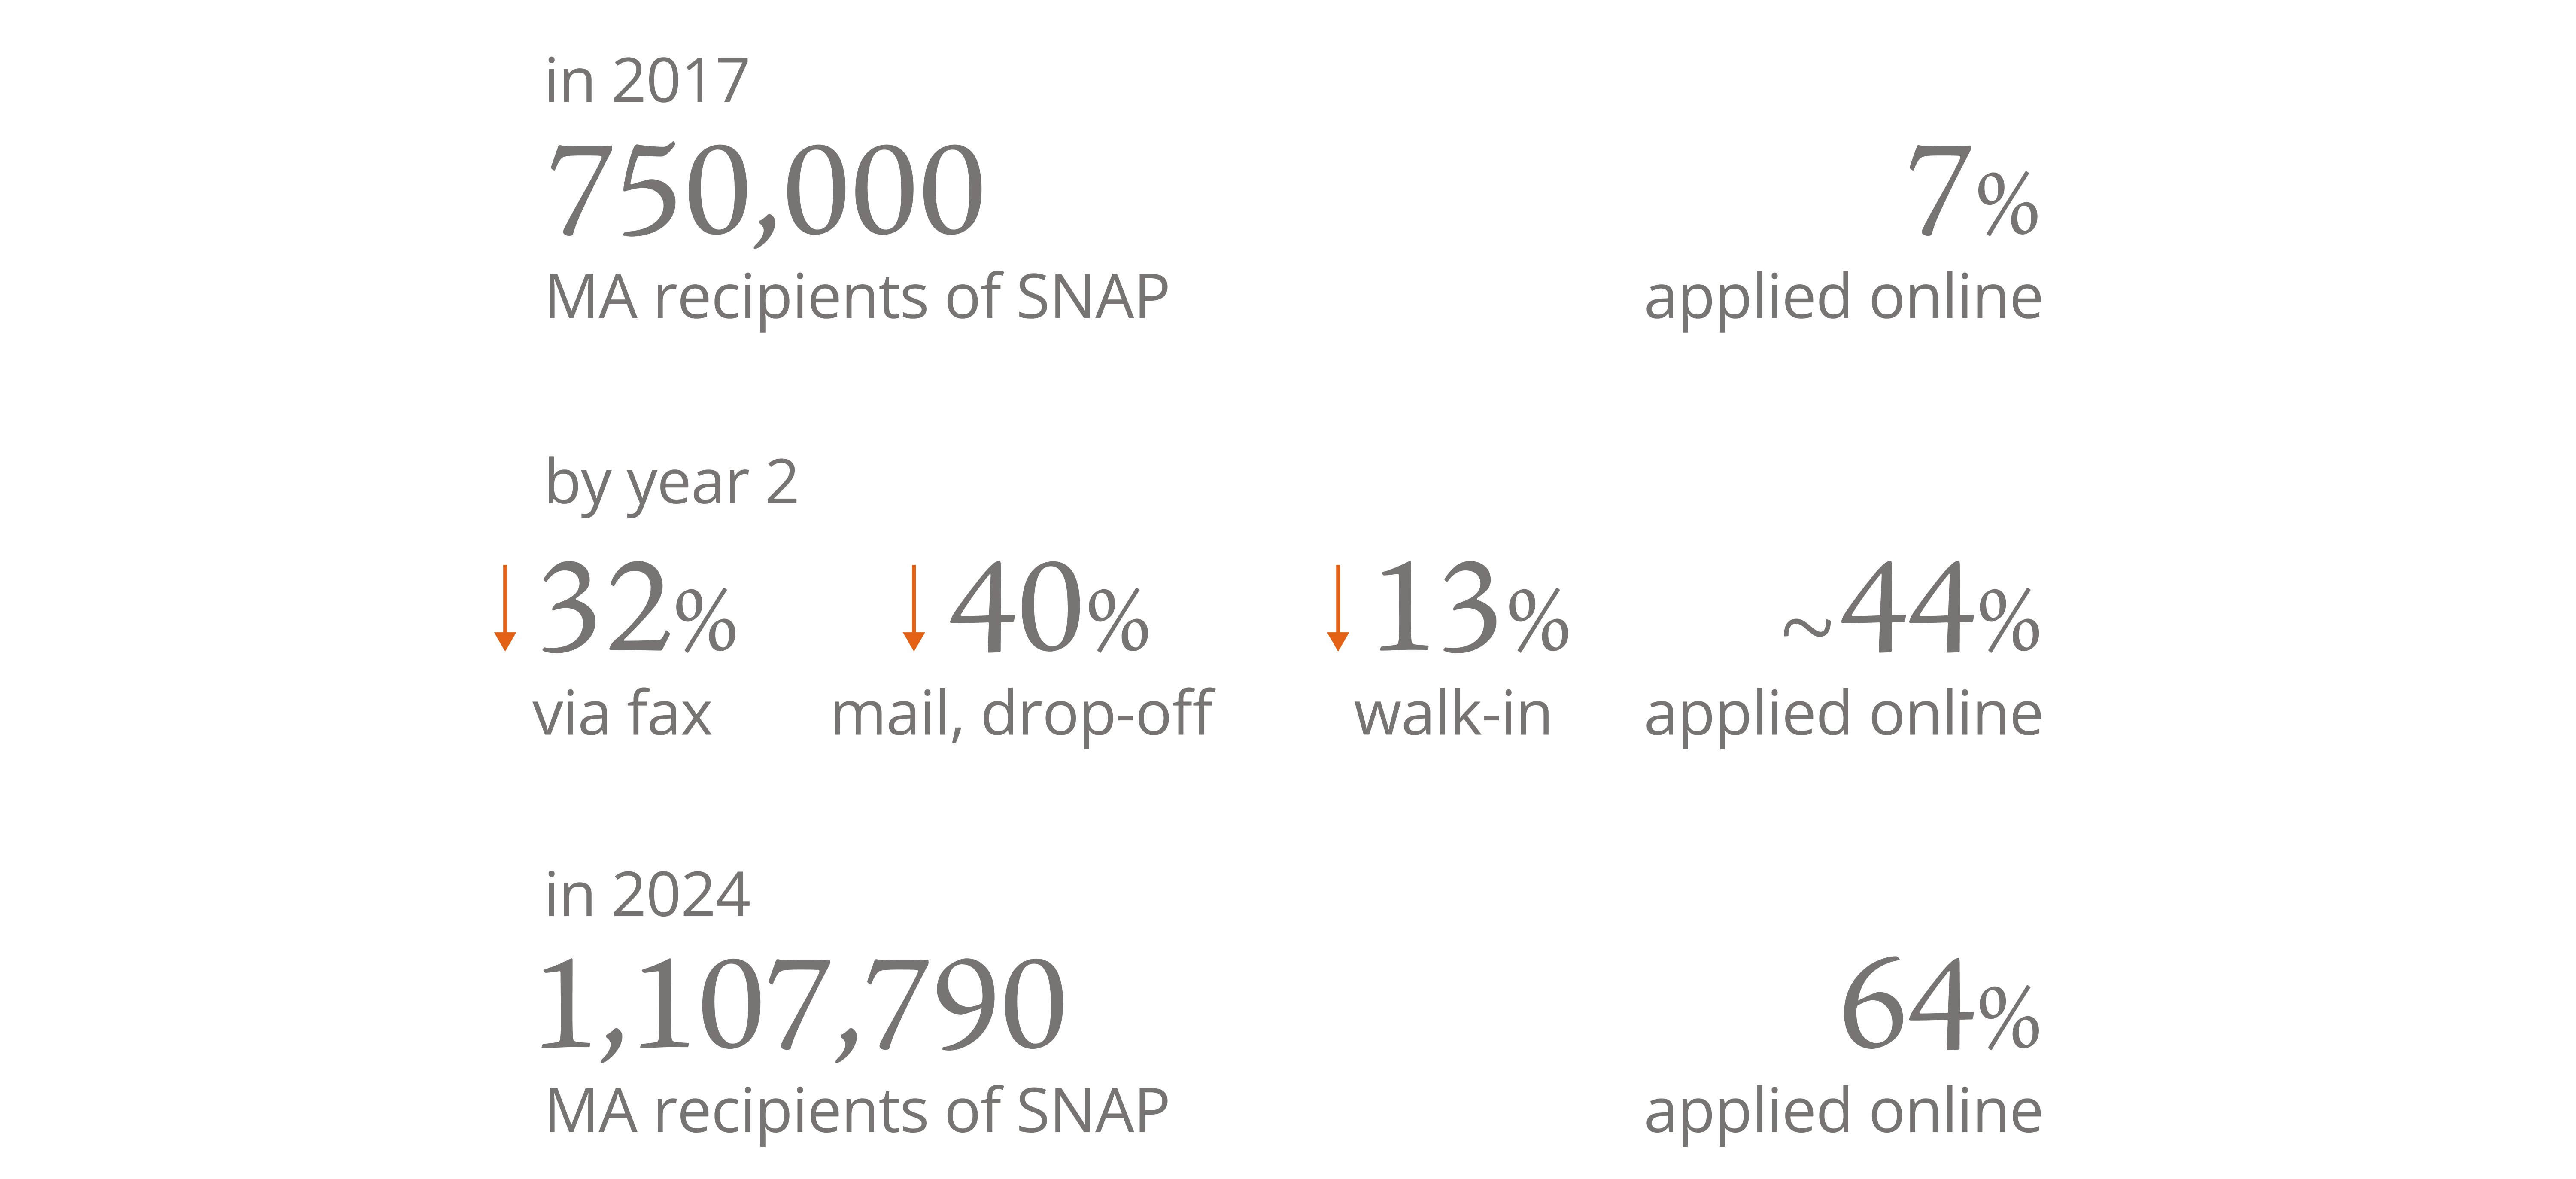 in 2017
750,000 7%
MA recipients of SNAP applied online
by year 2
32% 40% 13% ~44%
via fax mail, drop-off walk-in applied online
in 2024
1,107,790 64%
MA recipients of SNAP applied online